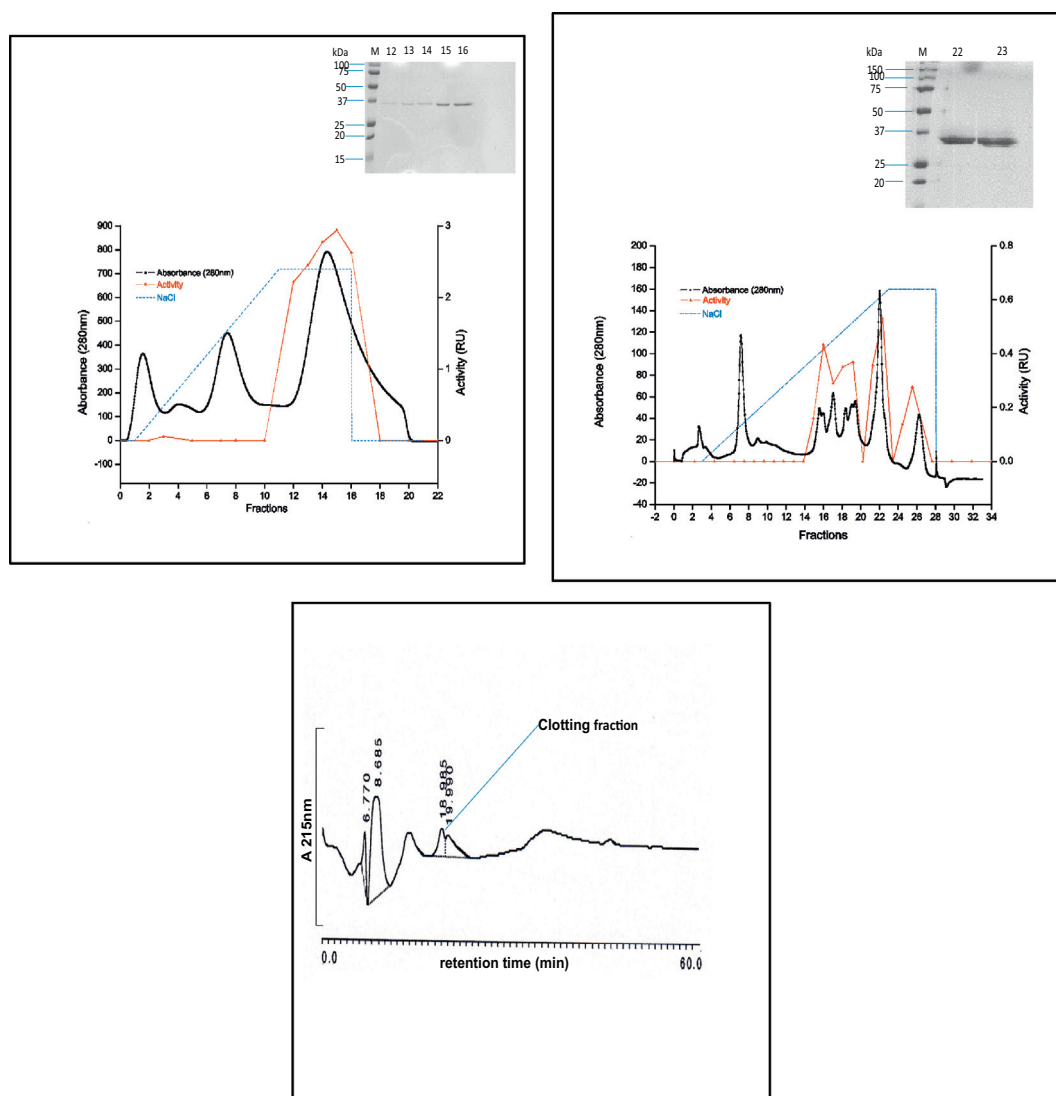 kDa M 12 13 14 15 16
100
75
50
37
25
20
15
900
800
700
600
500
400
300
200
100
0
-100
Aborbance (280nm)
Absorbance (280nm)
Activity
NaCl
3
2
1
0
Activity (RU)
0 2 4 6 8 10 12 14 16 18 20 22
Fractions
kDa M 22 23
150
100
75
50
37
25
20
200
180
160
140
120
100
80
60
40
20
0
-20
-40
Absorbance (280nm)
Absorbance (280nm)
Activity
NaCl
0.8
0.6
0.4
0.2
0.0
Activity (RU)
-2 0 2 4 6 8 10 12 14 16 18 20 22 24 26 28 30 32 34
Fractions
Clotting fraction
A 215nm
6.770
8.685
18.985
19.990
0.0 retention time (min) 60.0